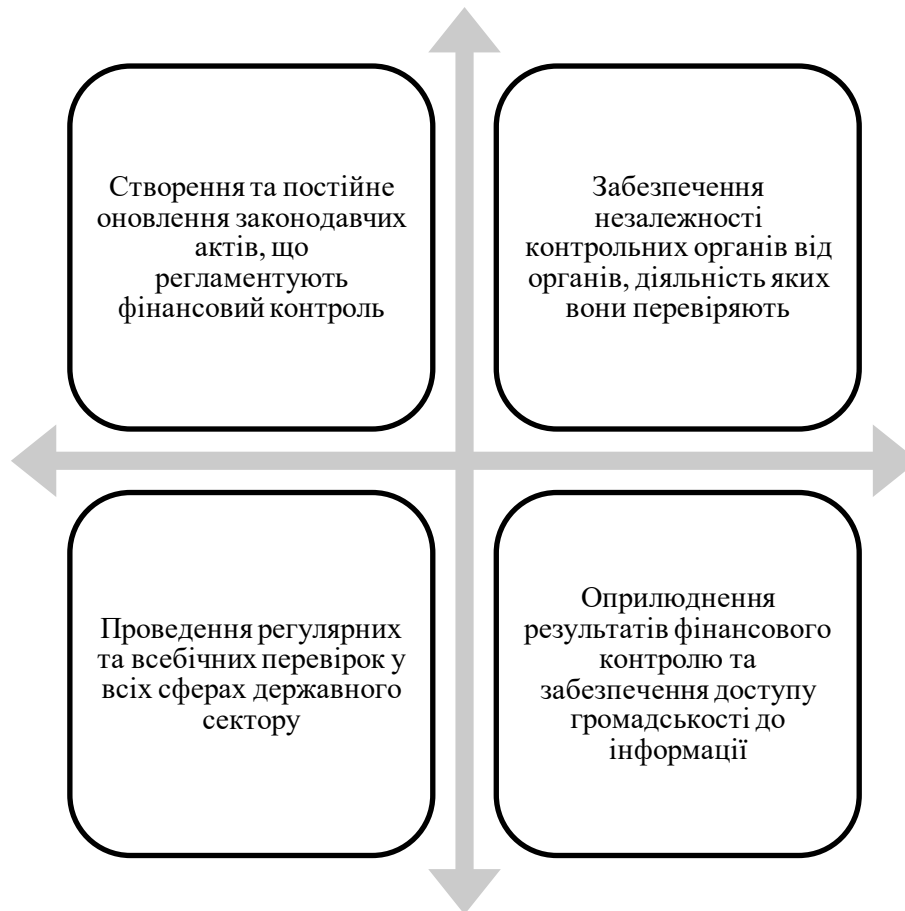 Створення та постійне
оновлення законодавчих
актів, що
регламентують
фінансовий контроль
Забезпечення
незалежності
контрольних органів від
органів, діяльність яких
вони перевіряють
Проведення регулярних
та всебічних перевірок у
всіх сферах державного
сектору
Оприлюднення
результатів фінансового
контролю та
забезпечення доступу
громадськості до
інформації